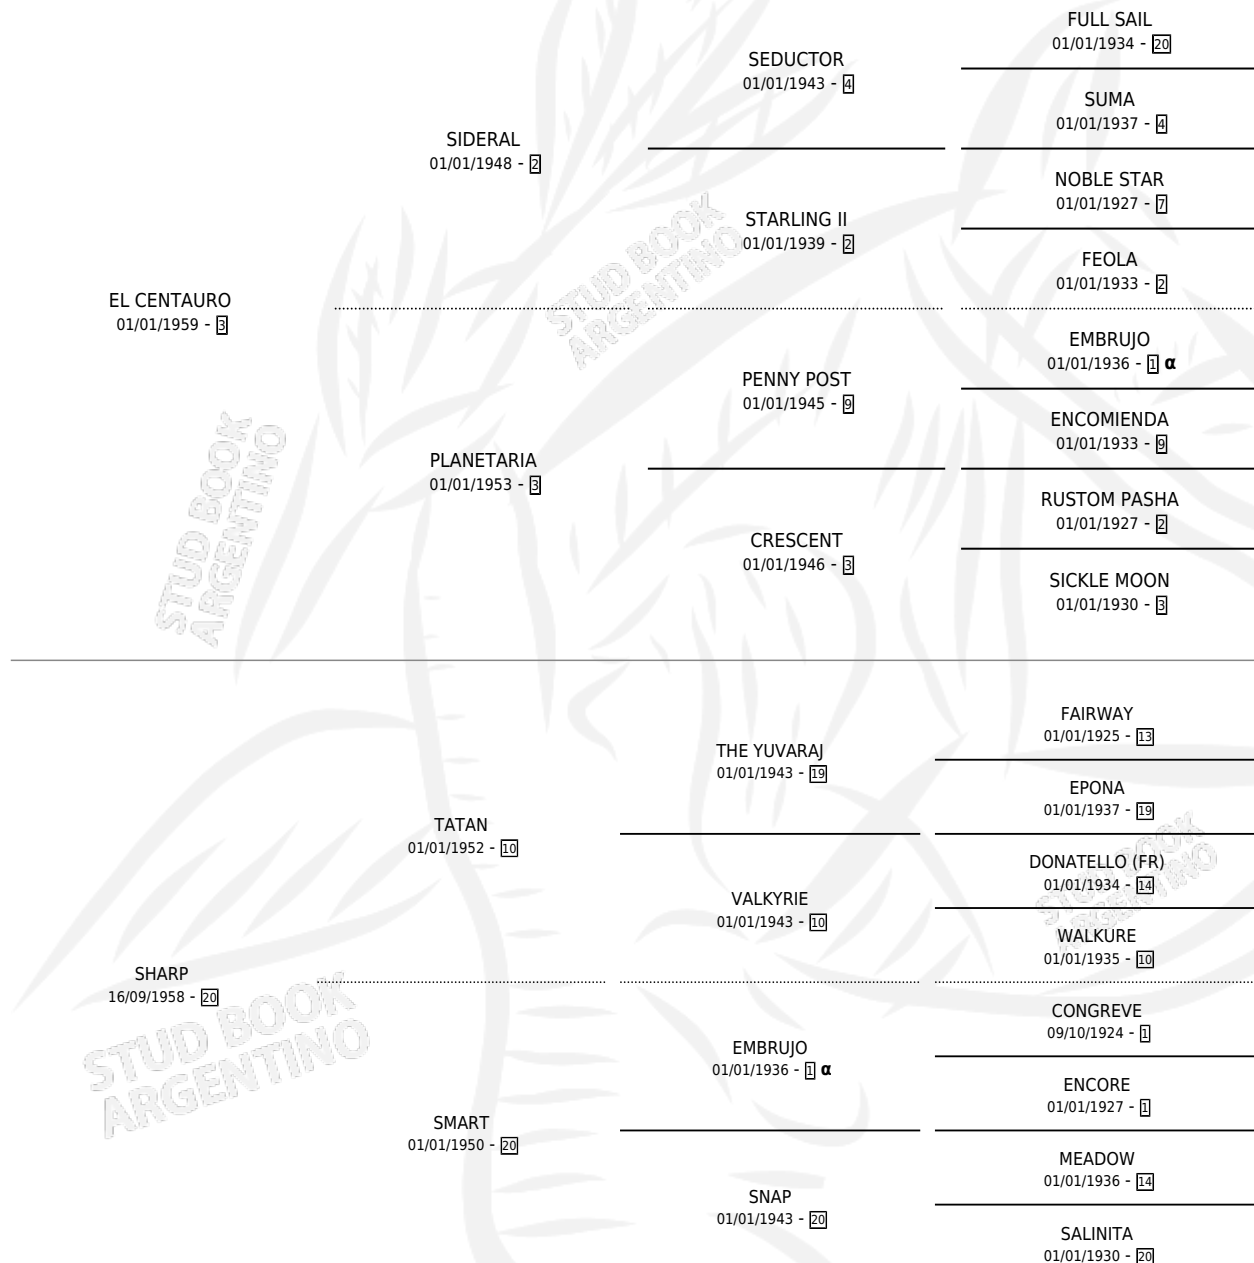 FULL SAIL
01/01/1934 - 20
SEDUCTOR
01/01/1943 - 4
SUMA
01/01/1937 - 4
SIDERAL
01/01/1948 - 2
NOBLE STAR
01/01/1927 - 7
STARLING II
01/01/1939 - 2
FEOLA
01/01/1933 - 2
EL CENTAURO
01/01/1959 - 3
EMBRUJO
01/01/1936 - 1 α
PENNY POST
01/01/1945 - 9
ENCOMIENDA
01/01/1933 - 9
PLANETARIA
01/01/1953 - 3
RUSTOM PASHA
01/01/1927 - 2
CRESCENT
01/01/1946 - 3
SICKLE MOON
01/01/1930 - 3
FAIRWAY
01/01/1925 - 13
THE YUVARAJ
01/01/1943 - 19
EPONA
01/01/1937 - 19
TATAN
01/01/1952 - 10
DONATELLO (FR)
01/01/1934 - 14
VALKYRIE
01/01/1943 - 10
WALKURE
01/01/1935 - 10
SHARP
16/09/1958 - 20
CONGREVE
09/10/1924 - 1
EMBRUJO
01/01/1936 - 1 α
ENCORE
01/01/1927 - 1
SMART
01/01/1950 - 20
MEADOW
01/01/1936 - 14
SNAP
01/01/1943 - 20
SALINITA
01/01/1930 - 20
STUD BOOK
ARGENTINO
STUD BOOK
ARGENTINO
STUD BOOK
ARGENTINO
STUD BOOK
ARGENTINO